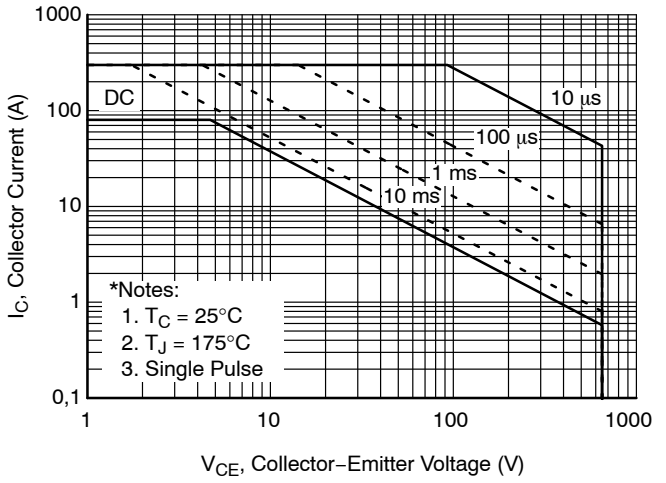 1000
100
10
1
0,1
I_C, Collector Current (A)
DC
10 μs
100 μs
1 ms
10 ms
*Notes:
1. T_C = 25°C
2. T_J = 175°C
3. Single Pulse
1 10 100 1000
V_CE, Collector−Emitter Voltage (V)